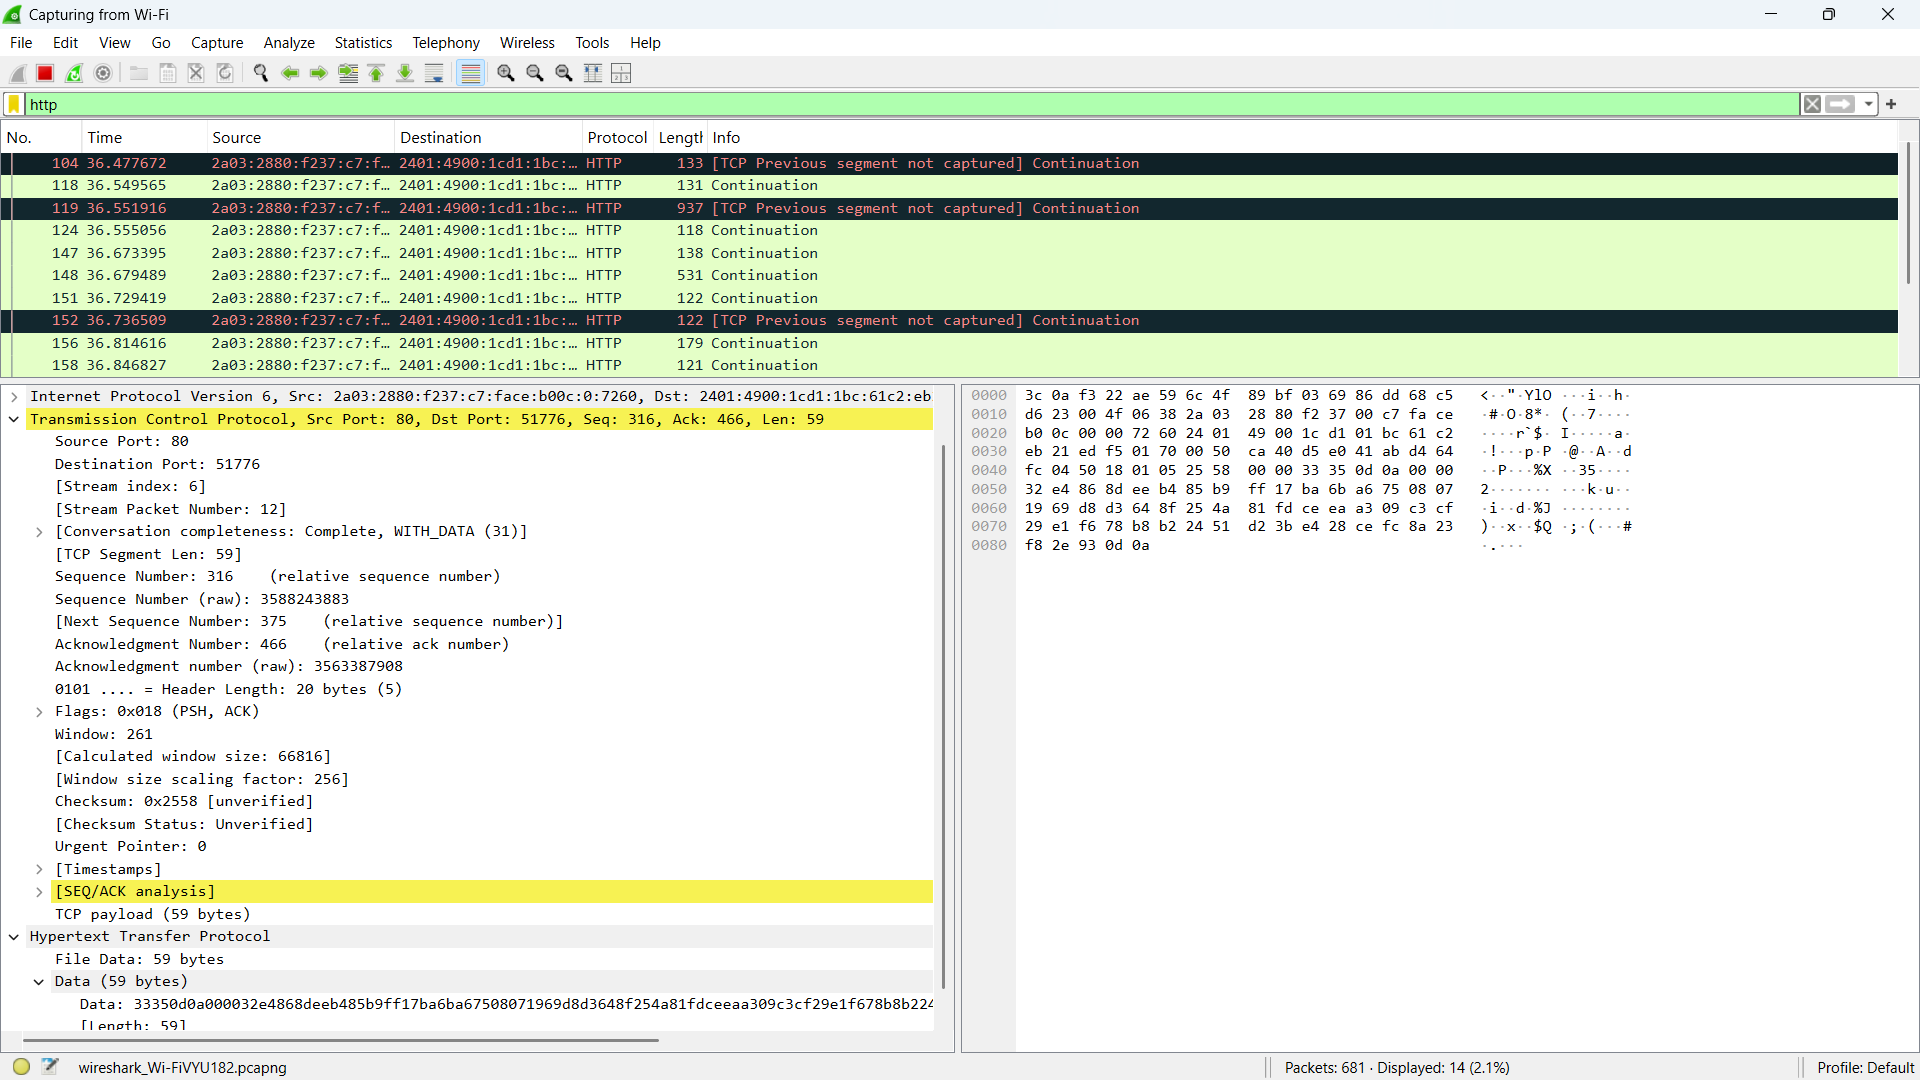 Capturing from Wi-Fi
File Edit View Go Capture Analyze Statistics Telephony Wireless Tools Help
http
No. Time Source Destination Protocol Length Info
104 36.477672 2a03:2880:f237:c7:f… 2401:4900:1cd1:1bc:… HTTP 133 [TCP Previous segment not captured] Continuation
118 36.549565 2a03:2880:f237:c7:f… 2401:4900:1cd1:1bc:… HTTP 131 Continuation
119 36.551916 2a03:2880:f237:c7:f… 2401:4900:1cd1:1bc:… HTTP 937 [TCP Previous segment not captured] Continuation
124 36.555056 2a03:2880:f237:c7:f… 2401:4900:1cd1:1bc:… HTTP 118 Continuation
147 36.673395 2a03:2880:f237:c7:f… 2401:4900:1cd1:1bc:… HTTP 138 Continuation
148 36.679489 2a03:2880:f237:c7:f… 2401:4900:1cd1:1bc:… HTTP 531 Continuation
151 36.729419 2a03:2880:f237:c7:f… 2401:4900:1cd1:1bc:… HTTP 122 Continuation
152 36.736509 2a03:2880:f237:c7:f… 2401:4900:1cd1:1bc:… HTTP 122 [TCP Previous segment not captured] Continuation
156 36.814616 2a03:2880:f237:c7:f… 2401:4900:1cd1:1bc:… HTTP 179 Continuation
158 36.846827 2a03:2880:f237:c7:f… 2401:4900:1cd1:1bc:… HTTP 121 Continuation
Internet Protocol Version 6, Src: 2a03:2880:f237:c7:face:b00c:0:7260, Dst: 2401:4900:1cd1:1bc:61c2:eb
Transmission Control Protocol, Src Port: 80, Dst Port: 51776, Seq: 316, Ack: 466, Len: 59
Source Port: 80
Destination Port: 51776
[Stream index: 6]
[Stream Packet Number: 12]
[Conversation completeness: Complete, WITH_DATA (31)]
[TCP Segment Len: 59]
Sequence Number: 316 (relative sequence number)
Sequence Number (raw): 3588243883
[Next Sequence Number: 375 (relative sequence number)]
Acknowledgment Number: 466 (relative ack number)
Acknowledgment number (raw): 3563387908
0101 .... = Header Length: 20 bytes (5)
Flags: 0x018 (PSH, ACK)
Window: 261
[Calculated window size: 66816]
[Window size scaling factor: 256]
Checksum: 0x2558 [unverified]
[Checksum Status: Unverified]
Urgent Pointer: 0
[Timestamps]
[SEQ/ACK analysis]
TCP payload (59 bytes)
Hypertext Transfer Protocol
File Data: 59 bytes
Data (59 bytes)
Data: 33350d0a000032e4868deeb485b9ff17ba6ba67508071969d8d3648f254a81fdceeaa309c3cf29e1f678b8b224
[Length: 59]
0000 3c 0a f3 22 ae 59 6c 4f 89 bf 03 69 86 dd 68 c5 <··"·YlO ···i··h·
0010 d6 23 00 4f 06 38 2a 03 28 80 f2 37 00 c7 fa ce ·#·O·8*· (··7····
0020 b0 0c 00 00 72 60 24 01 49 00 1c d1 01 bc 61 c2 ····r`$· I·····a·
0030 eb 21 ed f5 01 70 00 50 ca 40 d5 e0 41 ab d4 64 ·!···p·P ·@··A··d
0040 fc 04 50 18 01 05 25 58 00 00 33 35 0d 0a 00 00 ··P···%X ··35····
0050 32 e4 86 8d ee b4 85 b9 ff 17 ba 6b a6 75 08 07 2······· ···k·u··
0060 19 69 d8 d3 64 8f 25 4a 81 fd ce ea a3 09 c3 cf ·i··d·%J ········
0070 29 e1 f6 78 b8 b2 24 51 d2 3b e4 28 ce fc 8a 23 )··x··$Q ·;·(···#
0080 f8 2e 93 0d 0a ·.···
wireshark_Wi-FiVYU182.pcapng
Packets: 681 · Displayed: 14 (2.1%)
Profile: Default